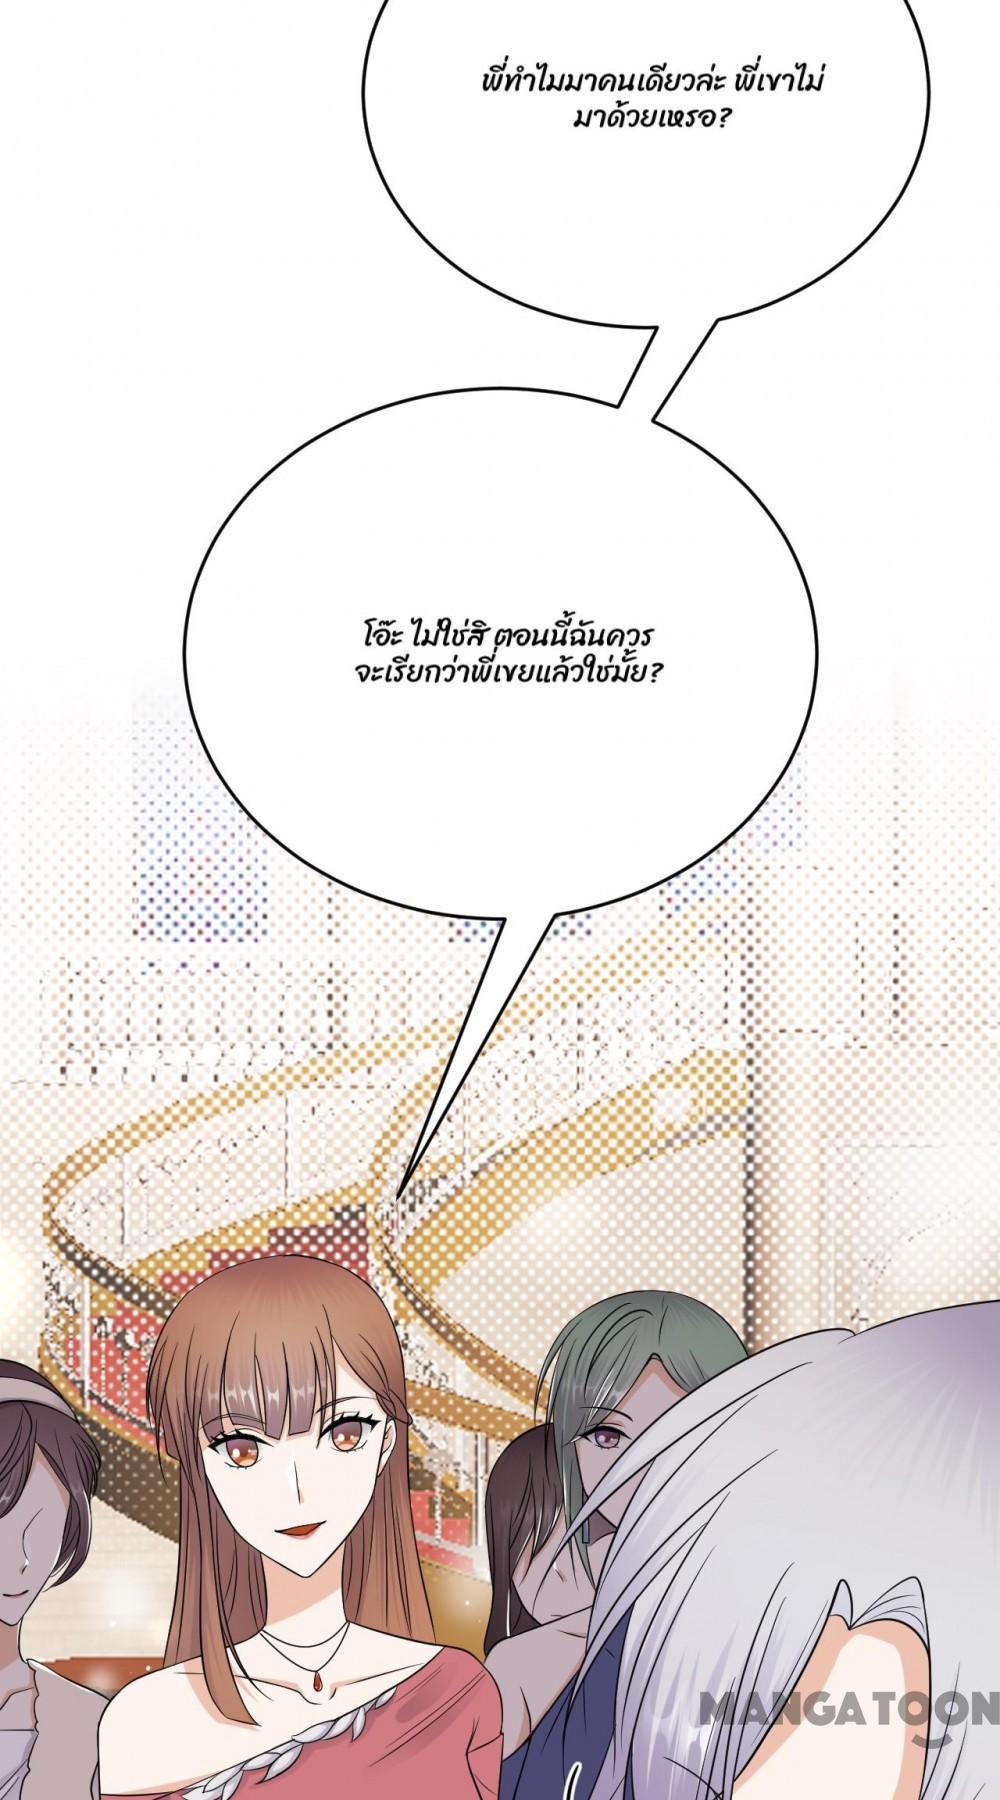 พี่ทำไมมาคนเดียวล่ะ พี่เขาไม่
มาด้วยเหรอ?
โอ๊ะ ไม่ใช่สิ ตอนนี้ฉันควร
จะเรียกว่าพี่เขยแล้วใช่มั้ย?
MANGATOON